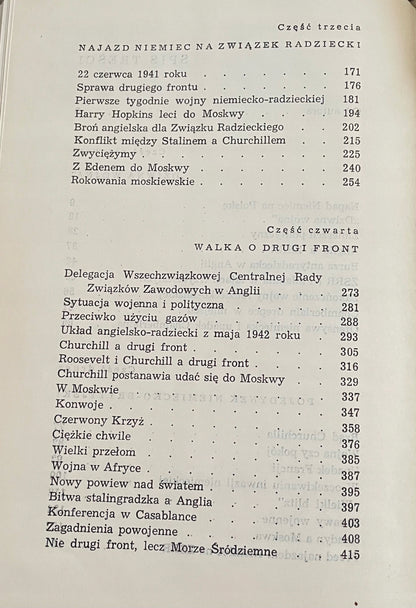 Część trzecia
NAJAZD NIEMIEC NA ZWIĄZEK RADZIECKI
22 czerwca 1941 roku . . . . . . . 171
Sprawa drugiego frontu . . . . . . 176
Pierwsze tygodnie wojny niemiecko-radzieckiej 181
Harry Hopkins leci do Moskwy . . . . 194
Broń angielska dla Związku Radzieckiego . . 202
Konflikt między Stalinem a Churchillem . . 215
Zwyciężymy . . . . . . . . . 225
Z Edenem do Moskwy . . . . . . 240
Rokowania moskiewskie . . . . . . 254
Część czwarta
WALKA O DRUGI FRONT
Delegacja Wszechzwiązkowej Centralnej Rady
Związków Zawodowych w Anglii . . . . 273
Sytuacja wojenna i polityczna . . . . . 281
Przeciwko użyciu gazów . . . . . . 288
Układ angielsko-radziecki z maja 1942 roku . 293
Churchill a drugi front . . . . . . . 305
Roosevelt i Churchill a drugi front . . . . 316
Churchill postanawia udać się do Moskwy . . 329
W Moskwie . . . . . . . . . 337
Konwoje . . . . . . . . . . 347
Czerwony Krzyż . . . . . . . . 358
Ciężkie chwile . . . . . . . . 376
Wielki przełom . . . . . . . . 385
Wojna w Afryce . . . . . . . . 387
Nowy powiew nad światem . . . . . . 395
Bitwa stalingradzka a Anglia . . . . . 397
Konferencja w Casablance . . . . . . 403
Zagadnienia powojenne . . . . . . . 408
Nie drugi front, lecz Morze Śródziemne . . . 415